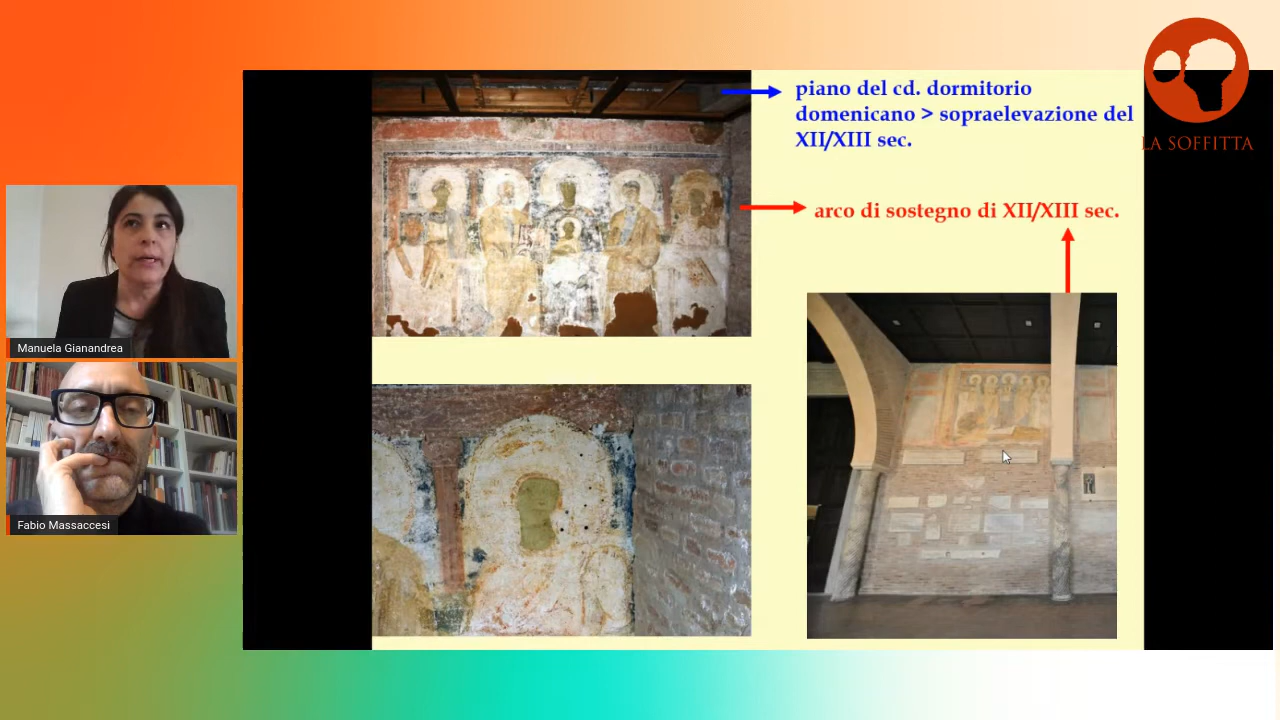 piano del cd. dormitorio
domenicano > sopraelevazione del
XII/XIII sec.
LA SOFFITTA
arco di sostegno di XII/XIII sec.
Manuela Gianandrea
Fabio Massaccesi